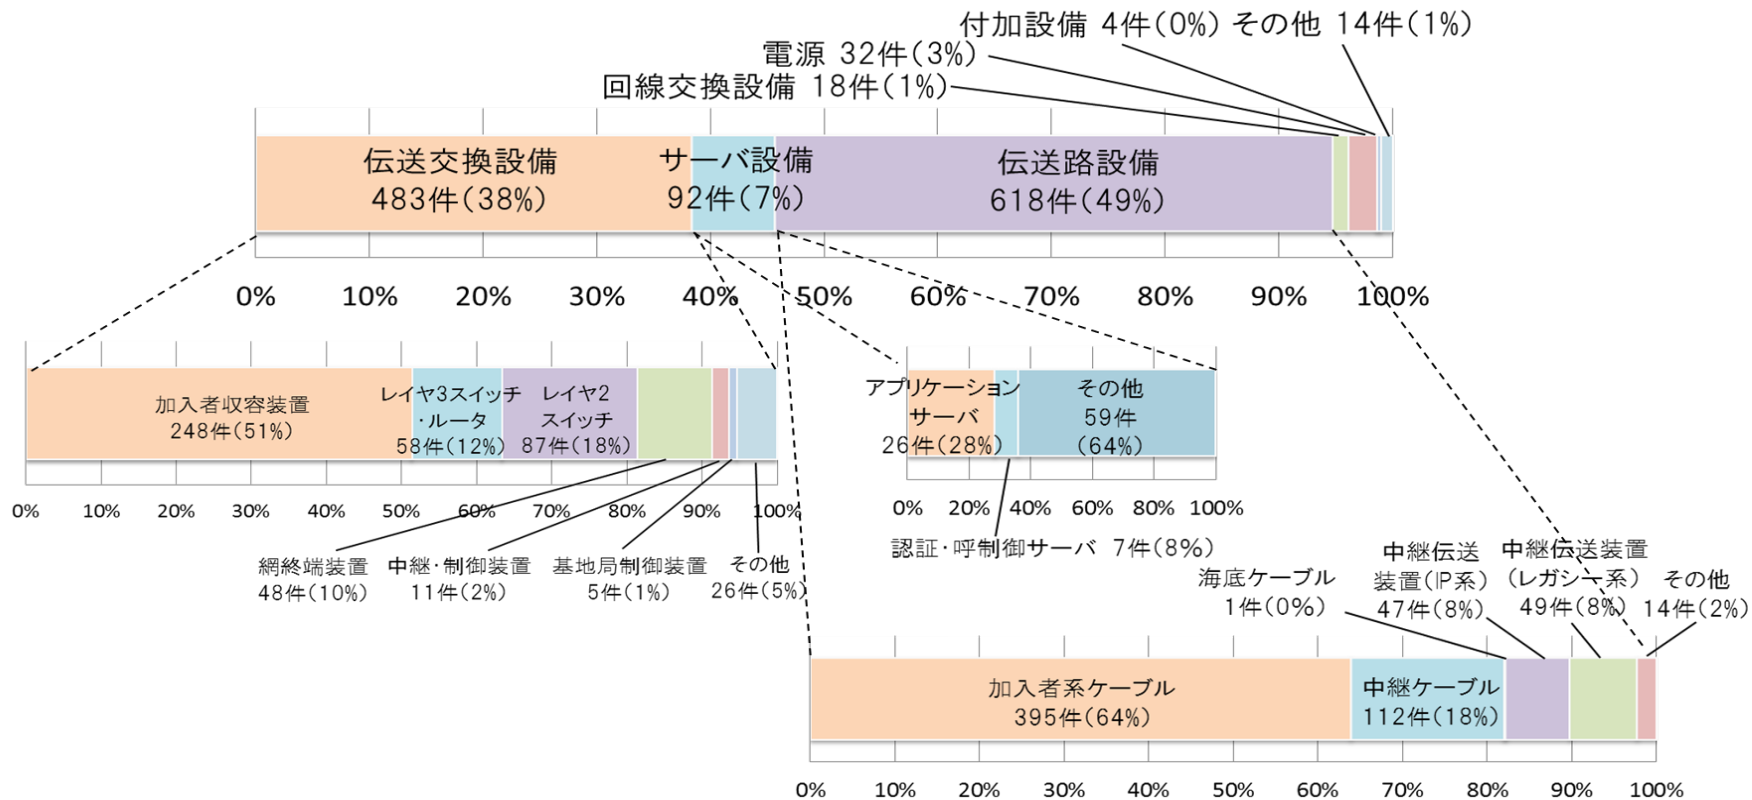 付加設備 4件(0%) その他 14件(1%)
電源 32件(3%)
回線交換設備 18件(1%)
伝送交換設備
483件(38%)
サーバ設備
92件(7%)
伝送路設備
618件(49%)
0% 10% 20% 30% 40% 50% 60% 70% 80% 90% 100%
加入者収容装置
248件(51%)
レイヤ3スイッチ
・ルータ
58件(12%)
レイヤ2
スイッチ
87件(18%)
0% 10% 20% 30% 40% 50% 60% 70% 80% 90% 100%
網終端装置
48件(10%)
中継・制御装置
11件(2%)
基地局制御装置
5件(1%)
その他
26件(5%)
アプリケーション
サーバ
26件(28%)
その他
59件
(64%)
0% 20% 40% 60% 80% 100%
認証・呼制御サーバ 7件(8%)
海底ケーブル
1件(0%)
中継伝送
装置(IP系)
47件(8%)
中継伝送装置
(レガシー系)
49件(8%)
その他
14件(2%)
加入者系ケーブル
395件(64%)
中継ケーブル
112件(18%)
0% 10% 20% 30% 40% 50% 60% 70% 80% 90% 100%